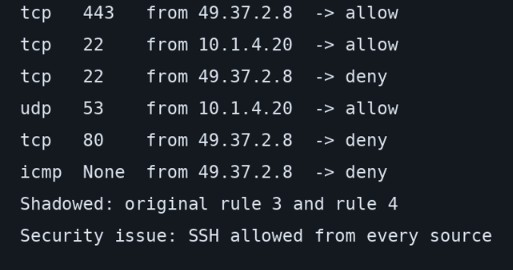 tcp   443   from 49.37.2.8  -> allow
tcp   22    from 10.1.4.20  -> allow
tcp   22    from 49.37.2.8  -> deny
udp   53    from 10.1.4.20  -> allow
tcp   80    from 49.37.2.8  -> deny
icmp  None  from 49.37.2.8  -> deny
Shadowed: original rule 3 and rule 4
Security issue: SSH allowed from every source